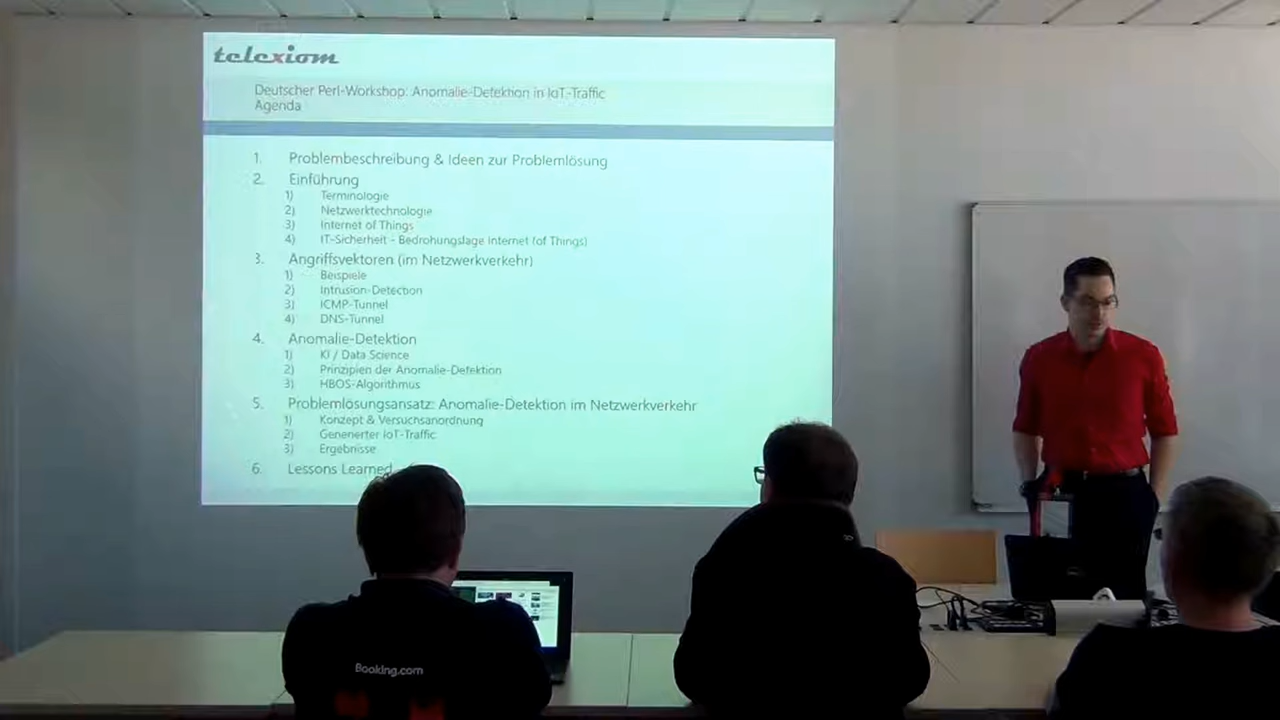 telexiom
Deutscher Perl-Workshop: Anomalie-Detektion in IoT-Traffic
Agenda
1. Problembeschreibung & Ideen zur Problemlösung
2. Einführung
1) Terminologie
2) Netzwerktechnologie
3) Internet of Things
4) IT-Sicherheit - Bedrohungslage Internet (of Things)
3. Angriffsvektoren (im Netzwerkverkehr)
1) Beispiele
2) Intrusion-Detection
3) ICMP-Tunnel
4) DNS-Tunnel
4. Anomalie-Detektion
1) KI / Data Science
2) Prinzipien der Anomalie-Detektion
3) HBOS-Algorithmus
5. Problemlösungsansatz: Anomalie-Detektion im Netzwerkverkehr
1) Konzept & Versuchsanordnung
2) Genenerter IoT-Traffic
3) Ergebnisse
6. Lessons Learned
Booking.com